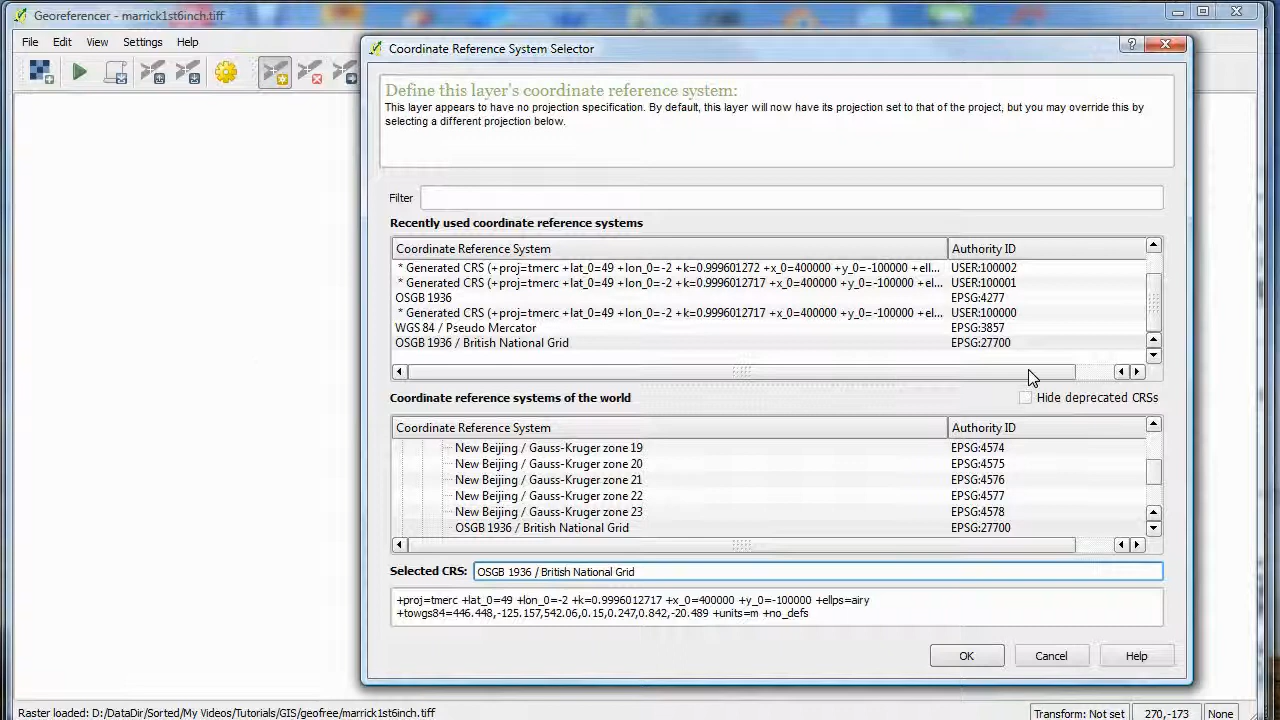 Georeferencer - marrick1st6inch.tiff
File Edit View Settings Help
Coordinate Reference System Selector
Define this layer's coordinate reference system:
This layer appears to have no projection specification. By default, this layer will now have its projection set to that of the project, but you may override this by
selecting a different projection below.
Filter
Recently used coordinate reference systems
Coordinate Reference System Authority ID
* Generated CRS (+proj=tmerc +lat_0=49 +lon_0=-2 +k=0.999601272 +x_0=400000 +y_0=-100000 +ell... USER:100002
* Generated CRS (+proj=tmerc +lat_0=49 +lon_0=-2 +k=0.9996012717 +x_0=400000 +y_0=-100000 +el... USER:100001
OSGB 1936 EPSG:4277
* Generated CRS (+proj=tmerc +lat_0=49 +lon_0=-2 +k=0.9996012717 +x_0=400000 +y_0=-100000 +el... USER:100000
WGS 84 / Pseudo Mercator EPSG:3857
OSGB 1936 / British National Grid EPSG:27700
Coordinate reference systems of the world Hide deprecated CRSs
Coordinate Reference System Authority ID
New Beijing / Gauss-Kruger zone 19 EPSG:4574
New Beijing / Gauss-Kruger zone 20 EPSG:4575
New Beijing / Gauss-Kruger zone 21 EPSG:4576
New Beijing / Gauss-Kruger zone 22 EPSG:4577
New Beijing / Gauss-Kruger zone 23 EPSG:4578
OSGB 1936 / British National Grid EPSG:27700
Selected CRS: OSGB 1936 / British National Grid
+proj=tmerc +lat_0=49 +lon_0=-2 +k=0.9996012717 +x_0=400000 +y_0=-100000 +ellps=airy
+towgs84=446.448,-125.157,542.06,0.15,0.247,0.842,-20.489 +units=m +no_defs
OK Cancel Help
Raster loaded: D:/DataDir/Sorted/My Videos/Tutorials/GIS/geofree/marrick1st6inch.tiff Transform: Not set 270,-173 None